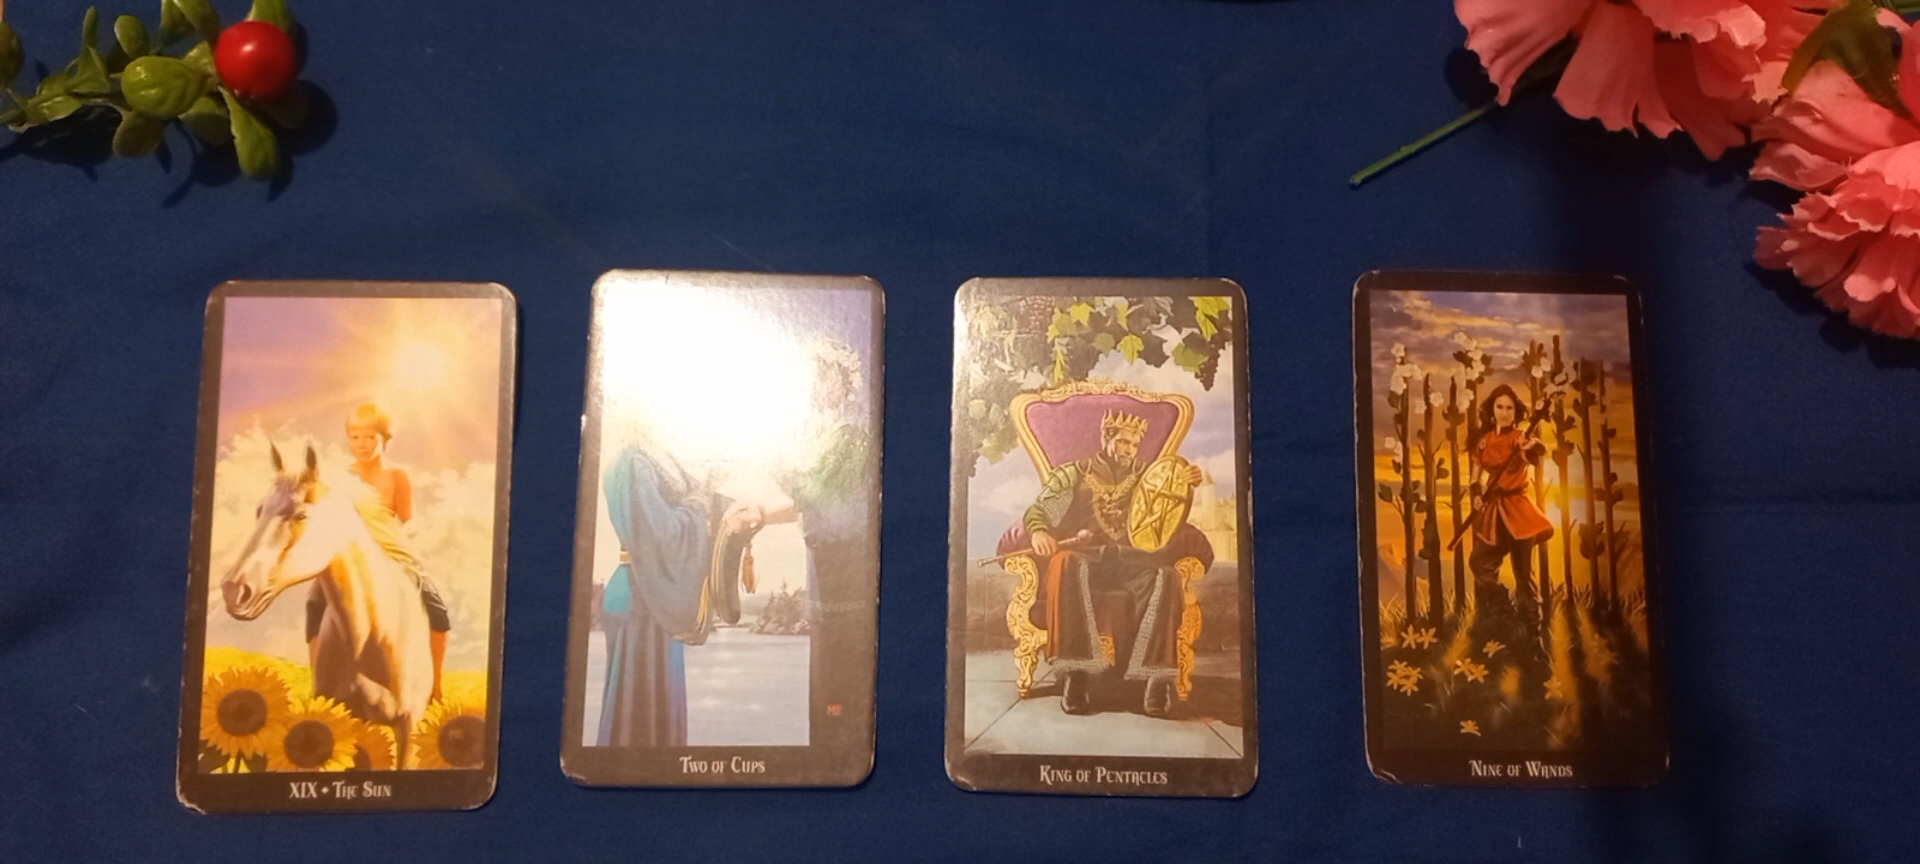 XIX • The Sun
Two of Cups
King of Pentacles
Nine of Wands